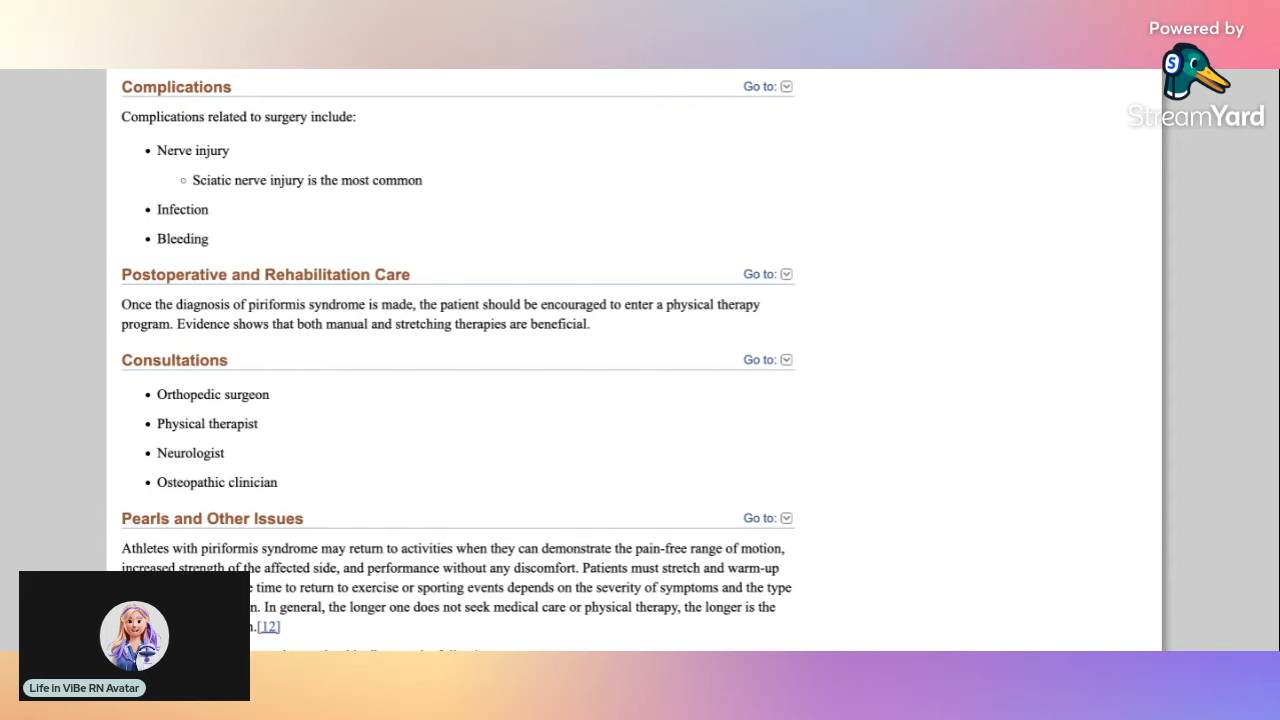 Powered by
StreamYard
Complications Go to:
Complications related to surgery include:
• Nerve injury
○ Sciatic nerve injury is the most common
• Infection
• Bleeding
Postoperative and Rehabilitation Care Go to:
Once the diagnosis of piriformis syndrome is made, the patient should be encouraged to enter a physical therapy
program. Evidence shows that both manual and stretching therapies are beneficial.
Consultations Go to:
• Orthopedic surgeon
• Physical therapist
• Neurologist
• Osteopathic clinician
Pearls and Other Issues Go to:
Athletes with piriformis syndrome may return to activities when they can demonstrate the pain-free range of motion,
increased strength of the affected side, and performance without any discomfort. Patients must stretch and warm-up
time to return to exercise or sporting events depends on the severity of symptoms and the type
In general, the longer one does not seek medical care or physical therapy, the longer is the
[12]
Life in ViBe RN Avatar